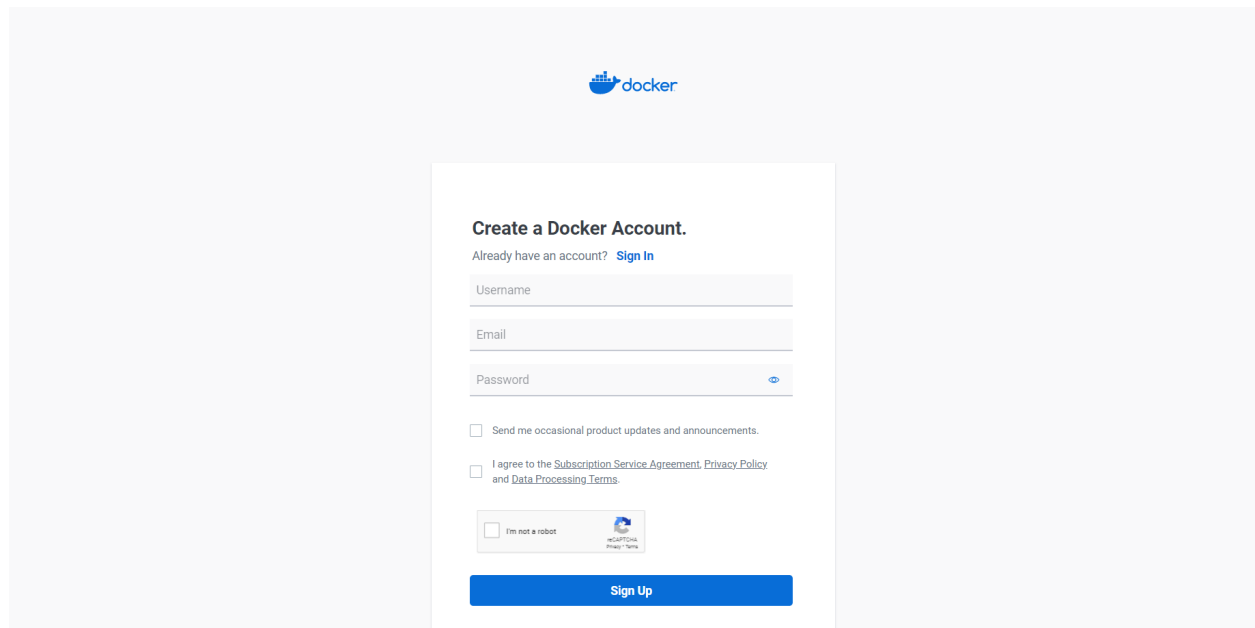 docker
Create a Docker Account.
Already have an account? Sign In
Username
Email
Password
Send me occasional product updates and announcements.
I agree to the Subscription Service Agreement, Privacy Policy
and Data Processing Terms.
I'm not a robot
reCAPTCHA
Privacy - Terms
Sign Up